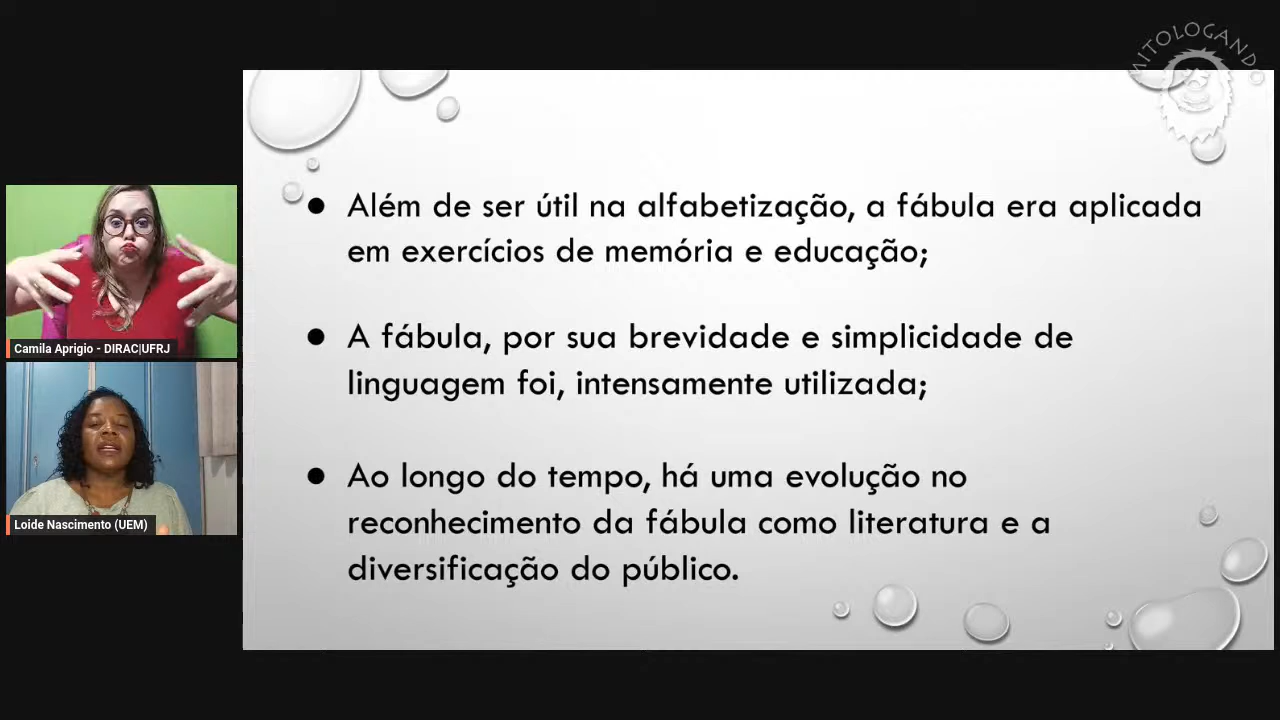 MITOLOGANDO
● Além de ser útil na alfabetização, a fábula era aplicada
em exercícios de memória e educação;
● A fábula, por sua brevidade e simplicidade de
linguagem foi, intensamente utilizada;
● Ao longo do tempo, há uma evolução no
reconhecimento da fábula como literatura e a
diversificação do público.
Camila Aprigio - DIRAC|UFRJ
Loide Nascimento (UEM)